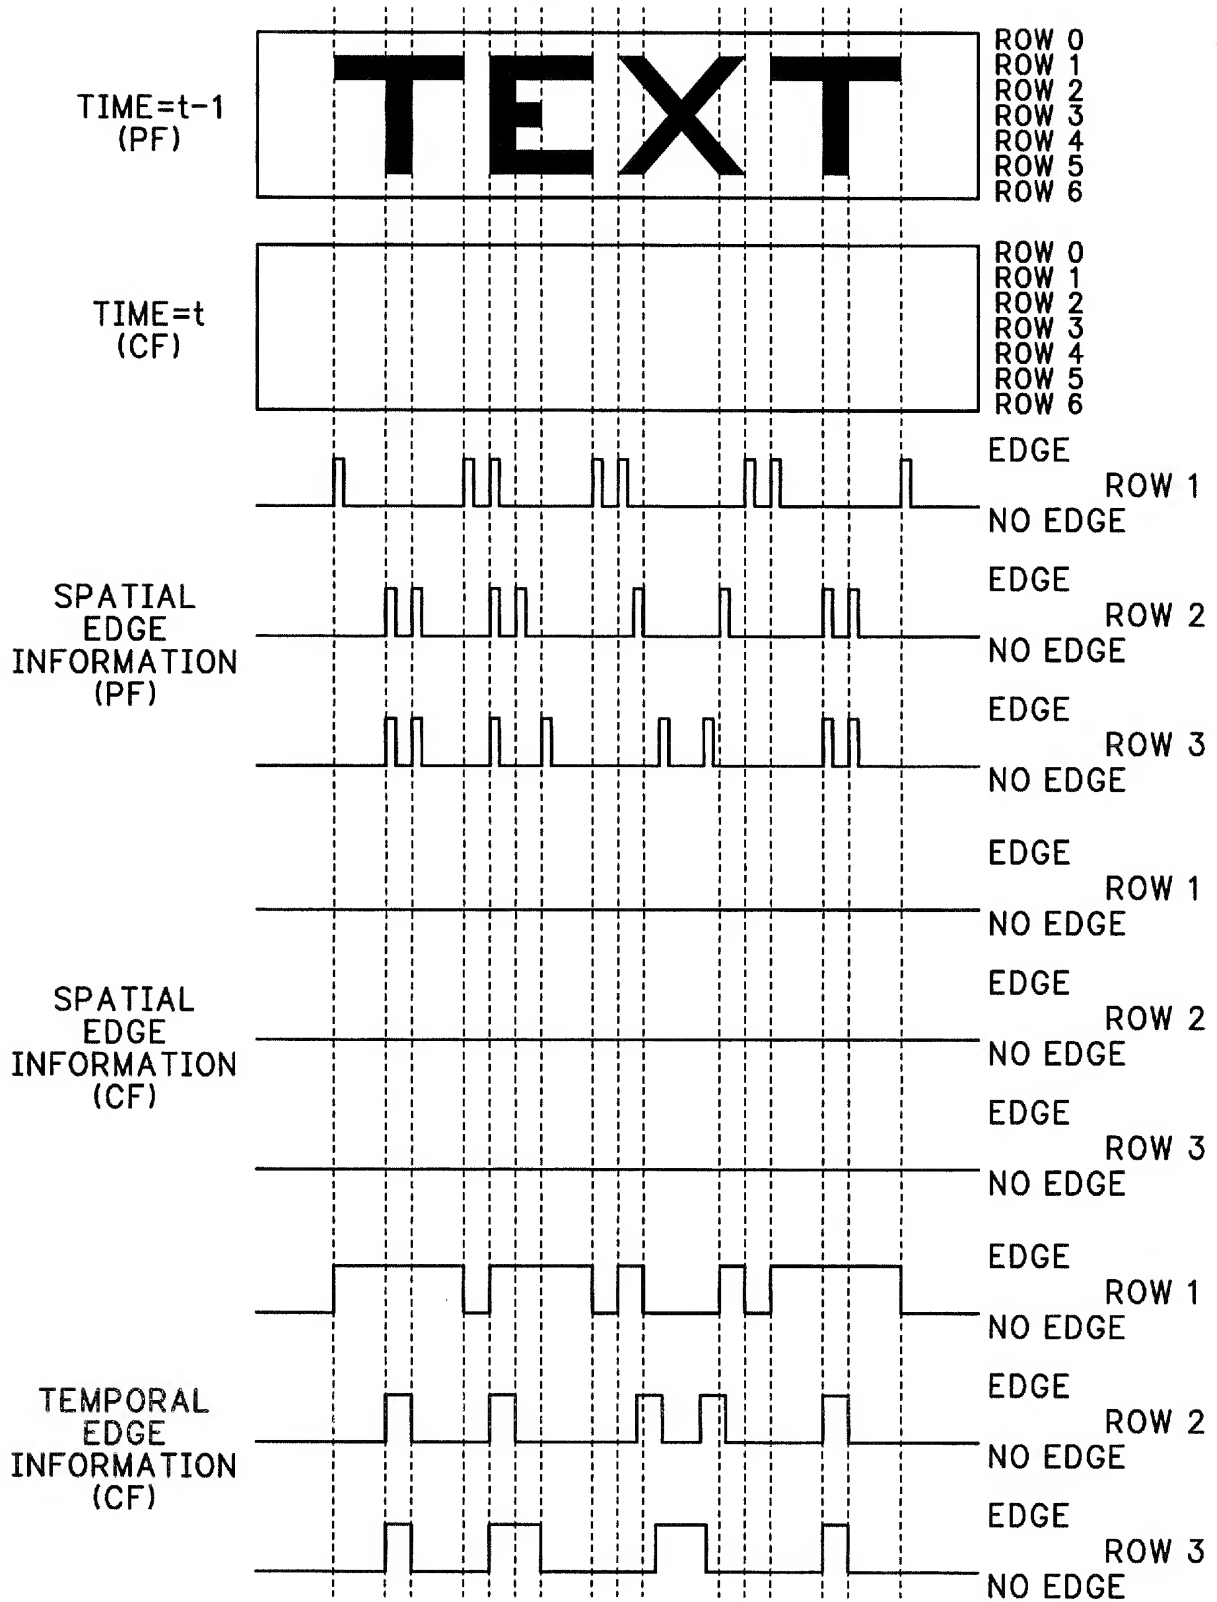 TEXT
TIME=t-1
(PF)
ROW 0
ROW 1
ROW 2
ROW 3
ROW 4
ROW 5
ROW 6
TIME=t
(CF)
ROW 0
ROW 1
ROW 2
ROW 3
ROW 4
ROW 5
ROW 6
SPATIAL
EDGE
INFORMATION
(PF)
EDGE
ROW 1
NO EDGE
EDGE
ROW 2
NO EDGE
EDGE
ROW 3
NO EDGE
SPATIAL
EDGE
INFORMATION
(CF)
EDGE
ROW 1
NO EDGE
EDGE
ROW 2
NO EDGE
EDGE
ROW 3
NO EDGE
TEMPORAL
EDGE
INFORMATION
(CF)
EDGE
ROW 1
NO EDGE
EDGE
ROW 2
NO EDGE
EDGE
ROW 3
NO EDGE